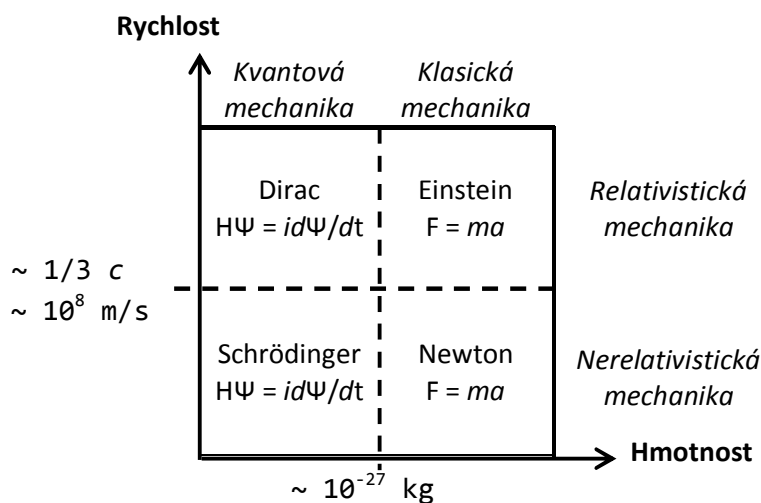 Rychlost
Kvantová
mechanika
Klasická
mechanika
Dirac
HΨ = idΨ/dt
Einstein
F = ma
Relativistická
mechanika
~ 1/3 c
~ 10⁸ m/s
Schrödinger
HΨ = idΨ/dt
Newton
F = ma
Nerelativistická
mechanika
Hmotnost
~ 10⁻²⁷ kg